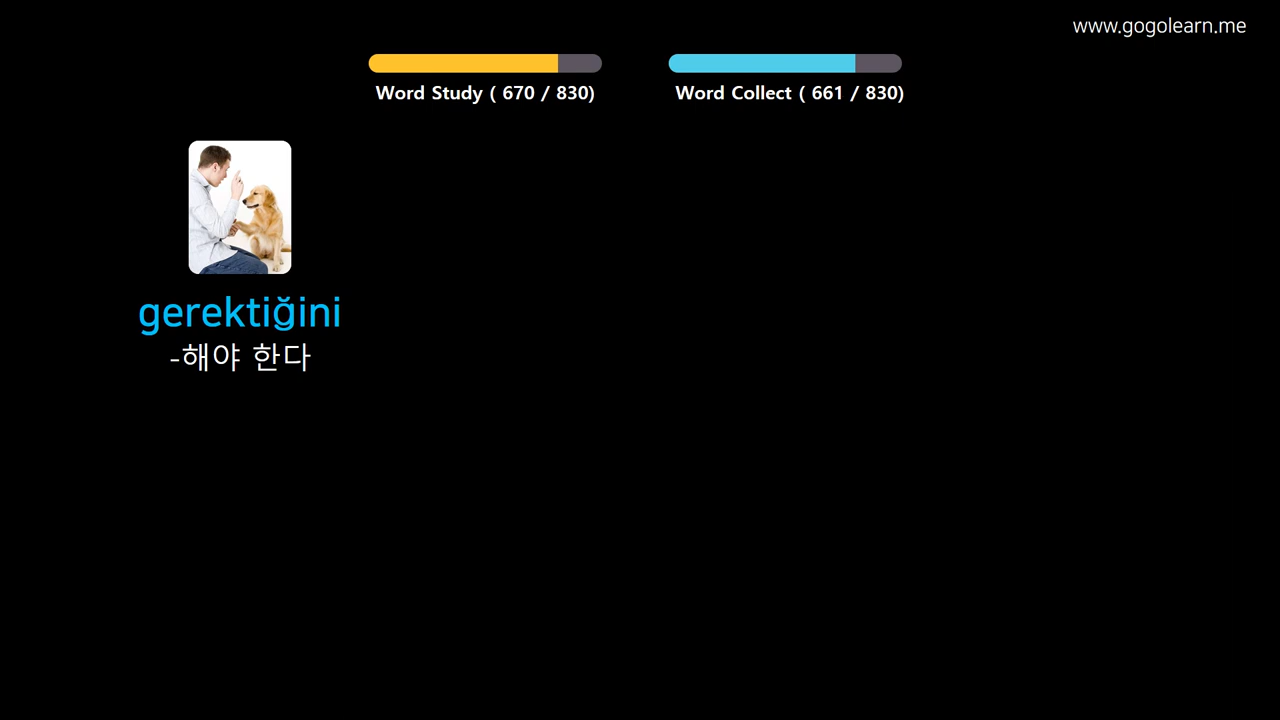 www.gogolearn.me
Word Study ( 670 / 830)
Word Collect ( 661 / 830)
gerektiğini
-해야 한다